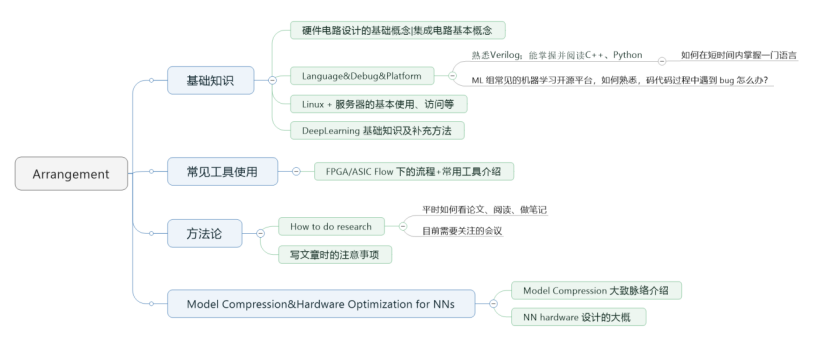 Arrangement
基础知识
硬件电路设计的基础概念|集成电路基本概念
Language&Debug&Platform
熟悉Verilog；能掌握并阅读C++、Python
如何在短时间内掌握一门语言
ML 组常见的机器学习开源平台，如何熟悉，码代码过程中遇到 bug 怎么办？
Linux + 服务器的基本使用、访问等
DeepLearning 基础知识及补充方法
常见工具使用
FPGA/ASIC Flow 下的流程+常用工具介绍
方法论
How to do research
平时如何看论文、阅读、做笔记
目前需要关注的会议
写文章时的注意事项
Model Compression&Hardware Optimization for NNs
Model Compression 大致脉络介绍
NN hardware 设计的大概